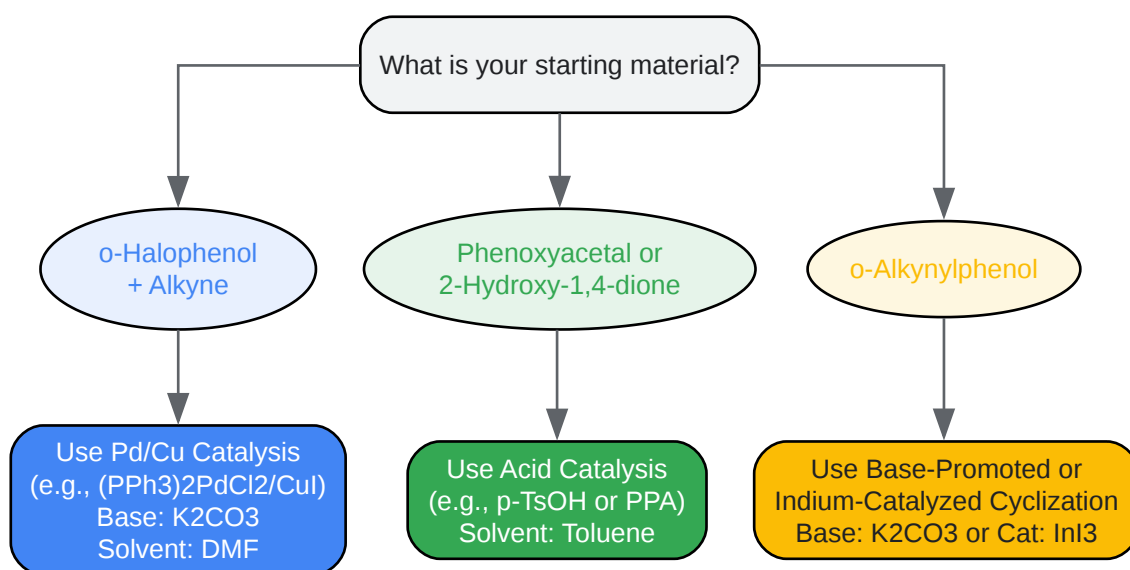 What is your starting material?
o-Halophenol
+ Alkyne
Phenoxyacetal or
2-Hydroxy-1,4-dione
o-Alkynylphenol
Use Pd/Cu Catalysis
(e.g., (PPh3)2PdCl2/CuI)
Base: K2CO3
Solvent: DMF
Use Acid Catalysis
(e.g., p-TsOH or PPA)
Solvent: Toluene
Use Base-Promoted or
Indium-Catalyzed Cyclization
Base: K2CO3 or Cat: InI3